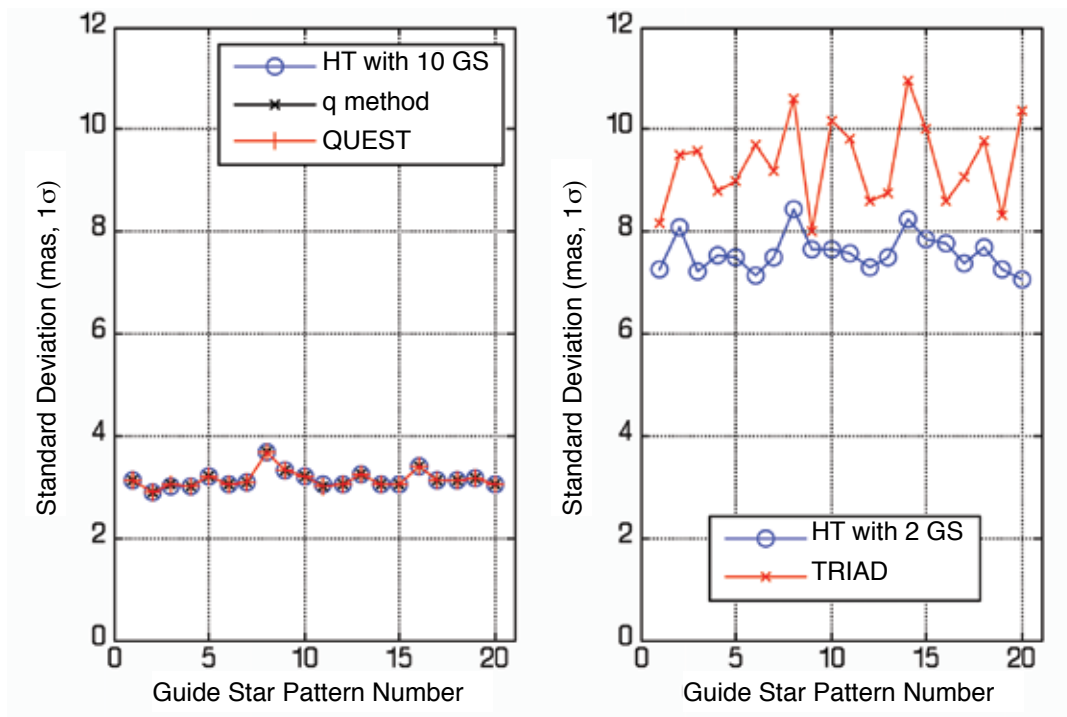 12
10
8
6
4
2
0
0 5 10 15 20
Standard Deviation (mas, 1σ)
Guide Star Pattern Number
HT with 10 GS
q method
QUEST
12
10
8
6
4
2
0
0 5 10 15 20
Standard Deviation (mas, 1σ)
Guide Star Pattern Number
HT with 2 GS
TRIAD